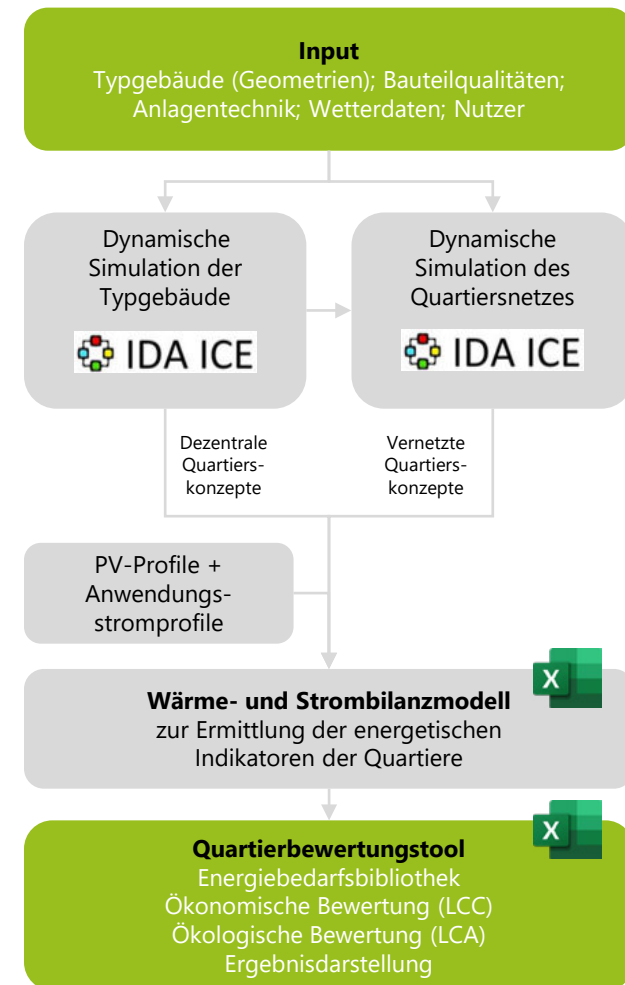 Input
Typgebäude (Geometrien); Bauteilqualitäten;
Anlagentechnik; Wetterdaten; Nutzer
Dynamische
Simulation der
Typgebäude
IDA ICE
Dynamische
Simulation des
Quartiersnetzes
IDA ICE
Dezentrale
Quartiers-
konzepte
Vernetzte
Quartiers-
konzepte
PV-Profile +
Anwendungs-
stromprofile
X
Wärme- und Strombilanzmodell
zur Ermittlung der energetischen
Indikatoren der Quartiere
X
Quartierbewertungstool
Energiebedarfsbibliothek
Ökonomische Bewertung (LCC)
Ökologische Bewertung (LCA)
Ergebnisdarstellung